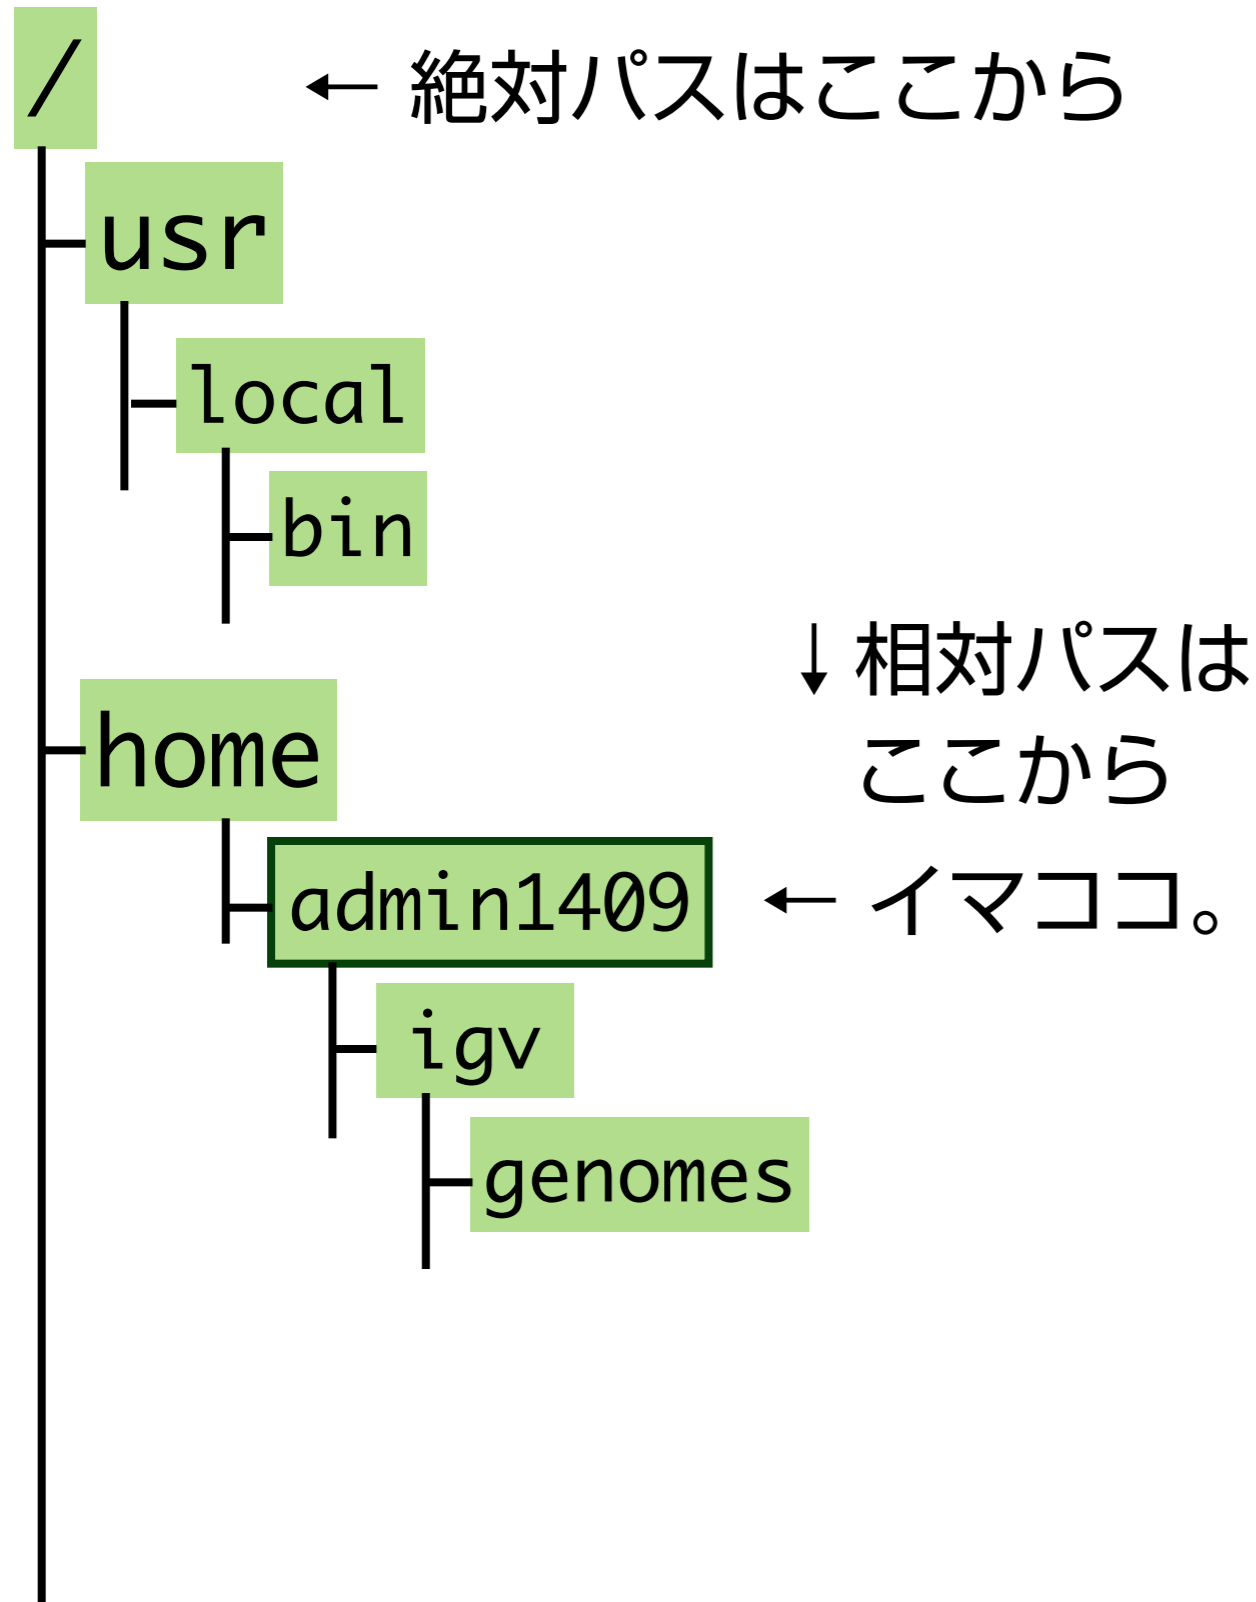 / ← 絶対パスはここから
usr
local
bin
↓相対パスは
ここから
home
admin1409 ← イマココ。
igv
genomes